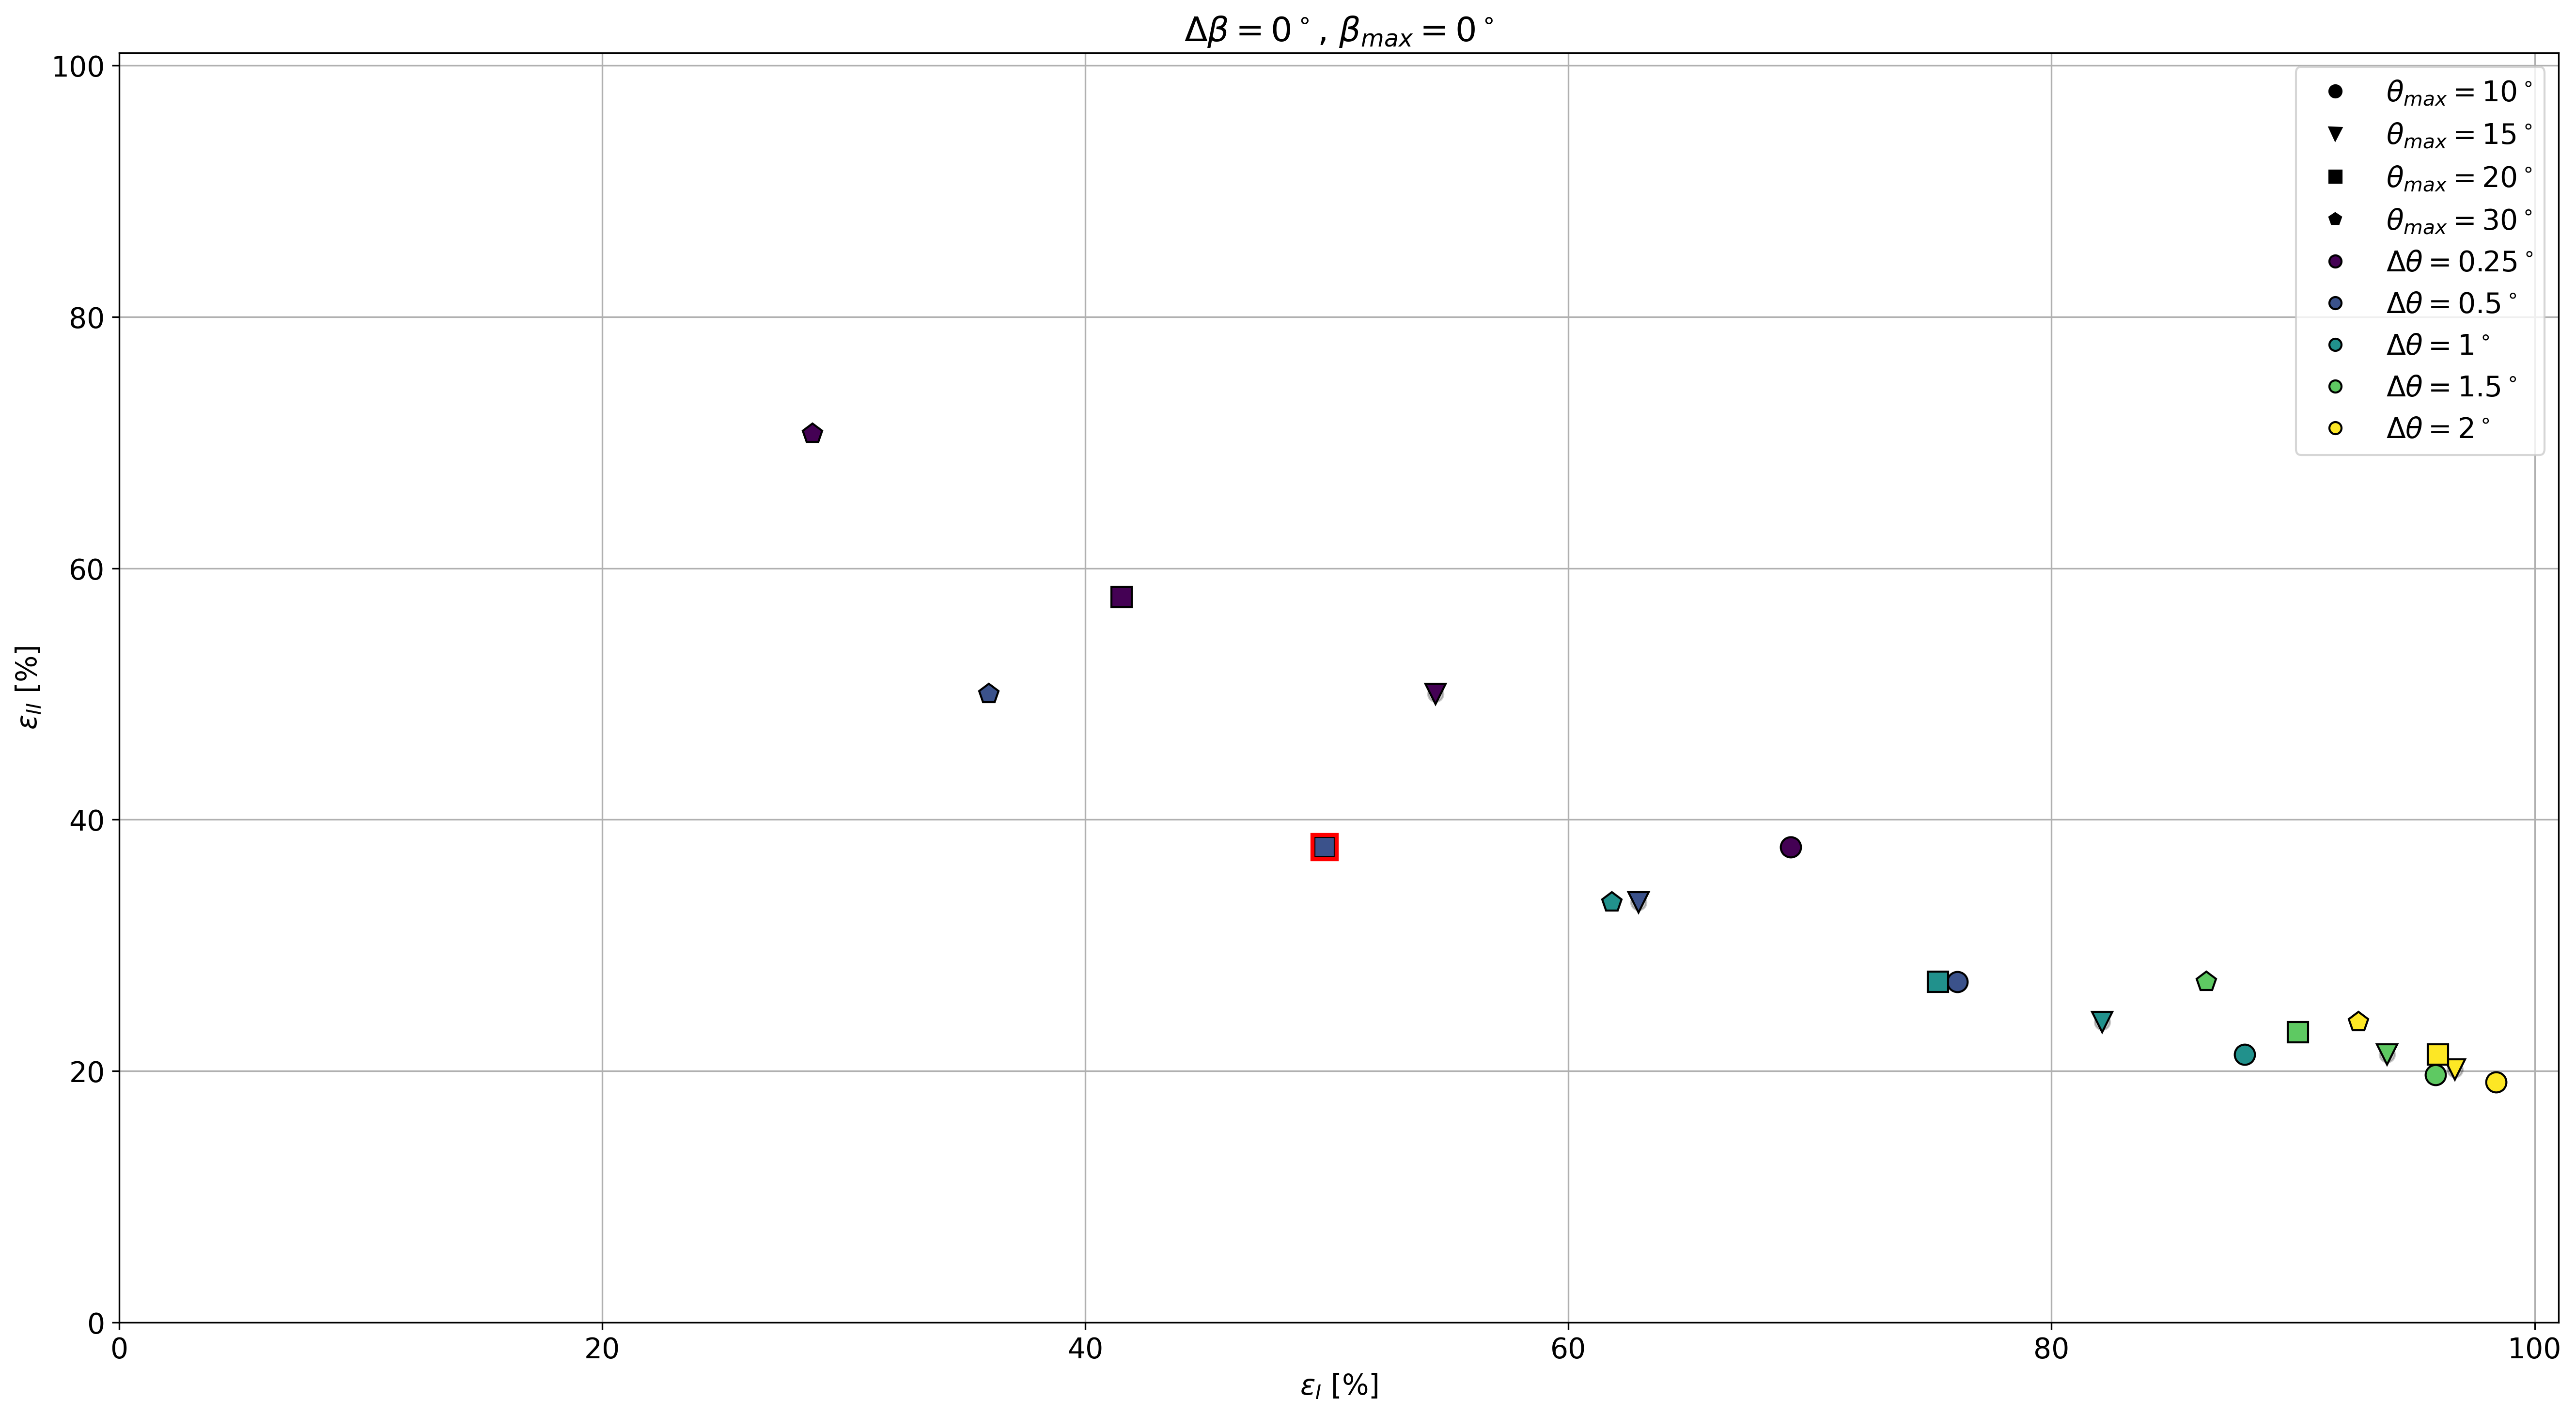 Δβ = 0°, β_max = 0°
100
80
60
40
20
0
ε_II [%]
0 20 40 60 80 100
ε_I [%]
θ_max = 10°
θ_max = 15°
θ_max = 20°
θ_max = 30°
Δθ = 0.25°
Δθ = 0.5°
Δθ = 1°
Δθ = 1.5°
Δθ = 2°